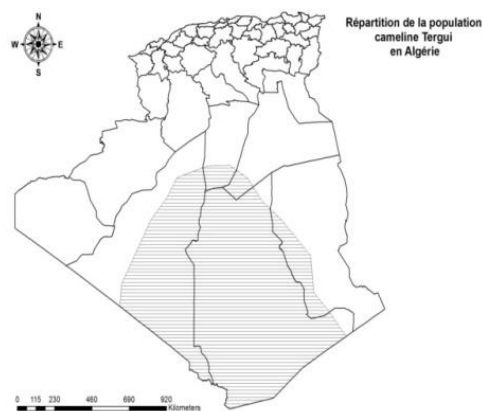 Répartition de la population
cameline Tergui
en Algérie
N
W E
S
0 115 230 460 690 920
Kilometers